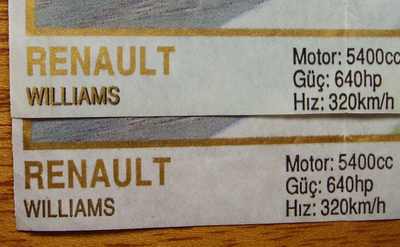 RENAULT
WILLIAMS
Motor: 5400cc
Güç: 640hp
Hız: 320km/h
RENAULT
WILLIAMS
Motor: 5400cc
Güç: 640hp
Hız: 320km/h